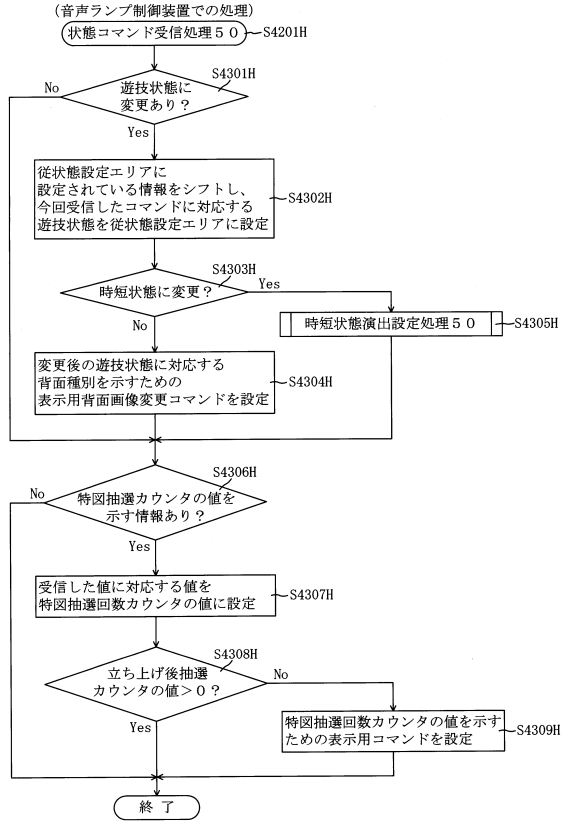 (音声ランプ制御装置での処理)
状態コマンド受信処理50
S4201H
S4301H
遊技状態に
変更あり?
No
Yes
従状態設定エリアに
設定されている情報をシフトし、
今回受信したコマンドに対応する
遊技状態を従状態設定エリアに設定
S4302H
S4303H
時短状態に変更?
Yes
No
時短状態演出設定処理50
S4305H
変更後の遊技状態に対応する
背面種別を示すための
表示用背面画像変更コマンドを設定
S4304H
S4306H
特図抽選カウンタの値を
示す情報あり?
No
Yes
受信した値に対応する値を
特図抽選回数カウンタの値に設定
S4307H
S4308H
立ち上げ後抽選
カウンタの値>0?
No
Yes
特図抽選回数カウンタの値を示す
ための表示用コマンドを設定
S4309H
終了